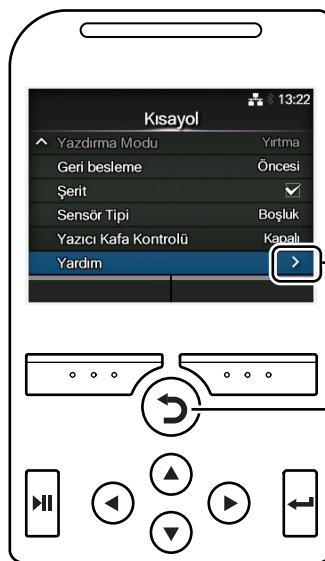 13:22
Kısayol
Yazdırma Modu Yırtma
Geri besleme Öncesi
Şerit
Sensör Tipi Boşluk
Yazıcı Kafa Kontrolü Kapalı
Yardım